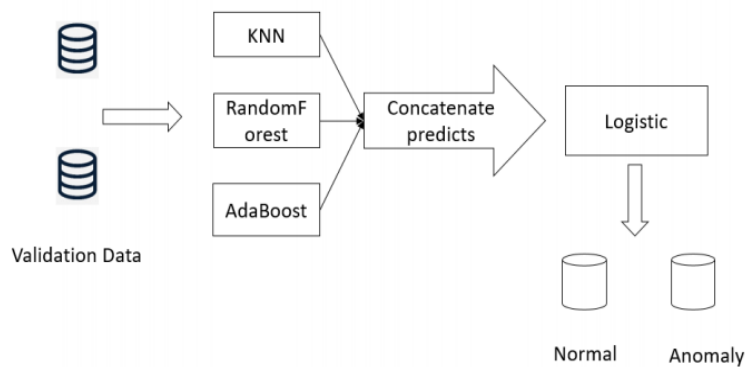 KNN
RandomF
orest
AdaBoost
Validation Data
Concatenate
predicts
Logistic
Normal
Anomaly